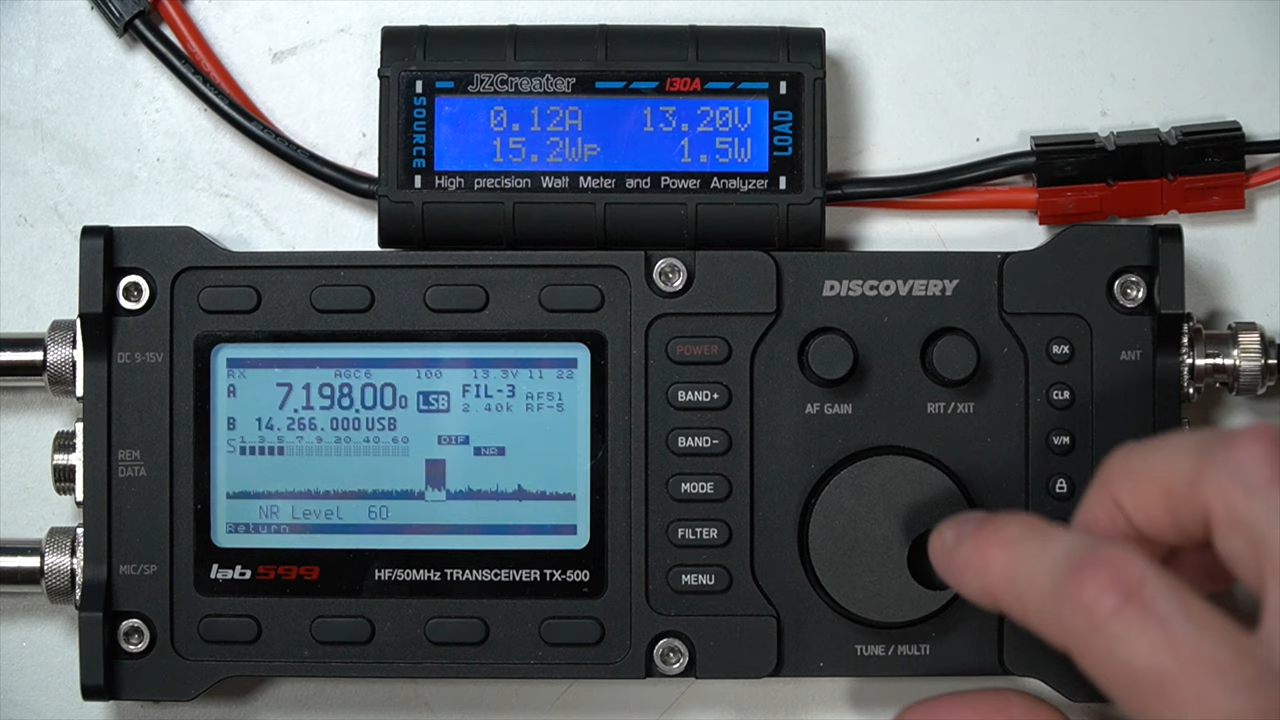 JZCreater 130A
SOURCE
0.12A 13.20V
15.2Wp 1.5W
LOAD
High precision Watt Meter and Power Analyzer
DISCOVERY
DC 9-15V
REM/DATA
MIC/SP
RX AGC6 100 13.3V 11 22
A 7.198.000 LSB FIL-3 AF51
2.40k RF-5
B 14.266.000USB
S 1 3 5 7 9 20 40 60 DIF
NR
NR Level 60
Return
lab599 HF/50MHz TRANSCEIVER TX-500
POWER
BAND+
BAND-
MODE
FILTER
MENU
AF GAIN
RIT / XIT
TUNE / MULTI
R/X
CLR
V/M
ANT